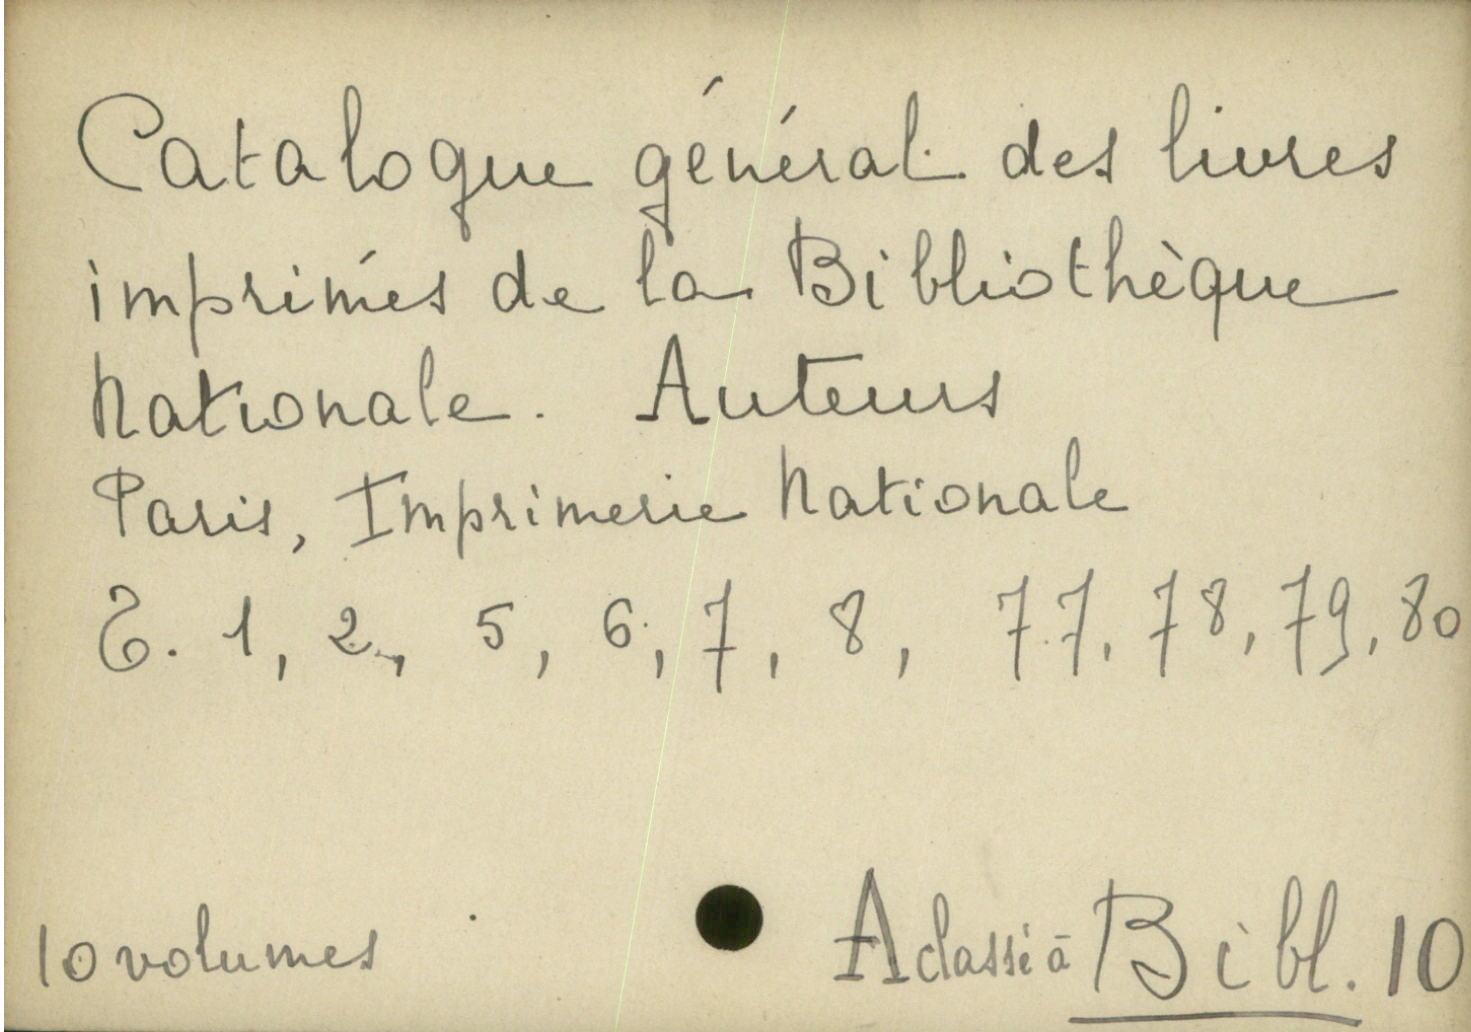 Catalogue général des livres
imprimés de la Bibliothèque
Nationale. Auteurs
Paris, Imprimerie Nationale
T. 1, 2, 5, 6, 7, 8, 77, 78, 79, 80
10 volumes
A classé à Bibl. 10